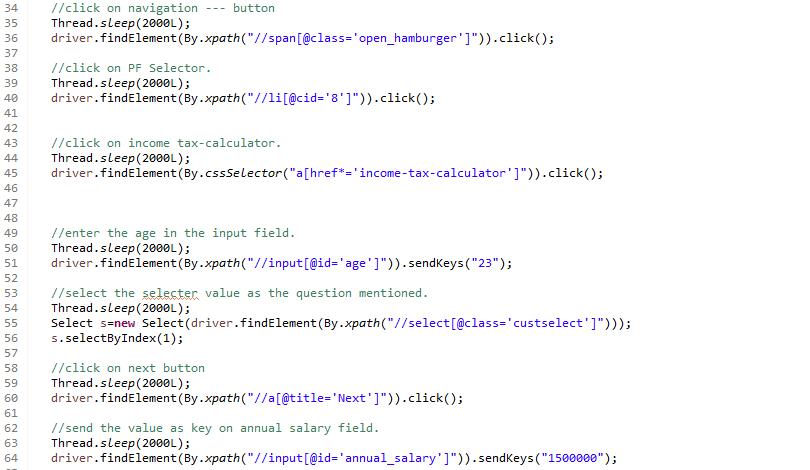 34 //click on navigation --- button
35 Thread.sleep(2000L);
36 driver.findElement(By.xpath("//span[@class='open_hamburger']")).click();
37
38 //click on PF Selector.
39 Thread.sleep(2000L);
40 driver.findElement(By.xpath("//li[@cid='8']")).click();
41
42
43 //click on income tax-calculator.
44 Thread.sleep(2000L);
45 driver.findElement(By.cssSelector("a[href*='income-tax-calculator']")).click();
46
47
48
49 //enter the age in the input field.
50 Thread.sleep(2000L);
51 driver.findElement(By.xpath("//input[@id='age']")).sendKeys("23");
52
53 //select the selecter value as the question mentioned.
54 Thread.sleep(2000L);
55 Select s=new Select(driver.findElement(By.xpath("//select[@class='custselect']")));
56 s.selectByIndex(1);
57
58 //click on next button
59 Thread.sleep(2000L);
60 driver.findElement(By.xpath("//a[@title='Next']")).click();
61
62 //send the value as key on annual salary field.
63 Thread.sleep(2000L);
64 driver.findElement(By.xpath("//input[@id='annual_salary']")).sendKeys("1500000");